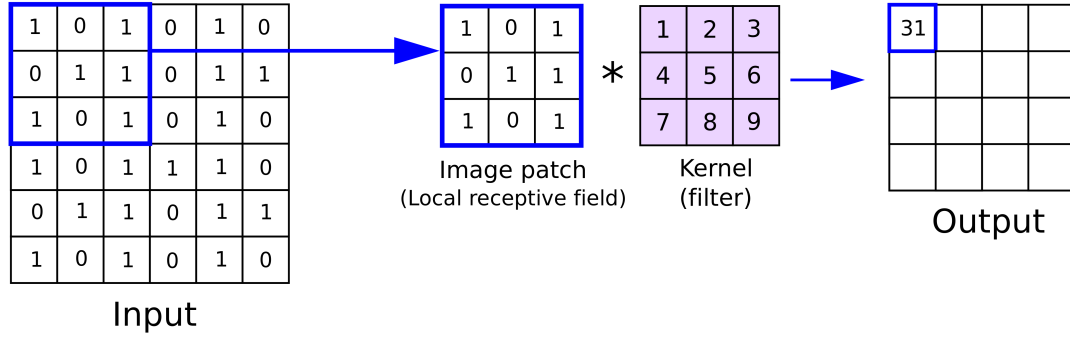 1 0 1 0 1 0
0 1 1 0 1 1
1 0 1 0 1 0
1 0 1 1 1 0
0 1 1 0 1 1
1 0 1 0 1 0
Input
1 0 1
0 1 1
1 0 1
Image patch
(Local receptive field)
*
1 2 3
4 5 6
7 8 9
Kernel
(filter)
31
Output